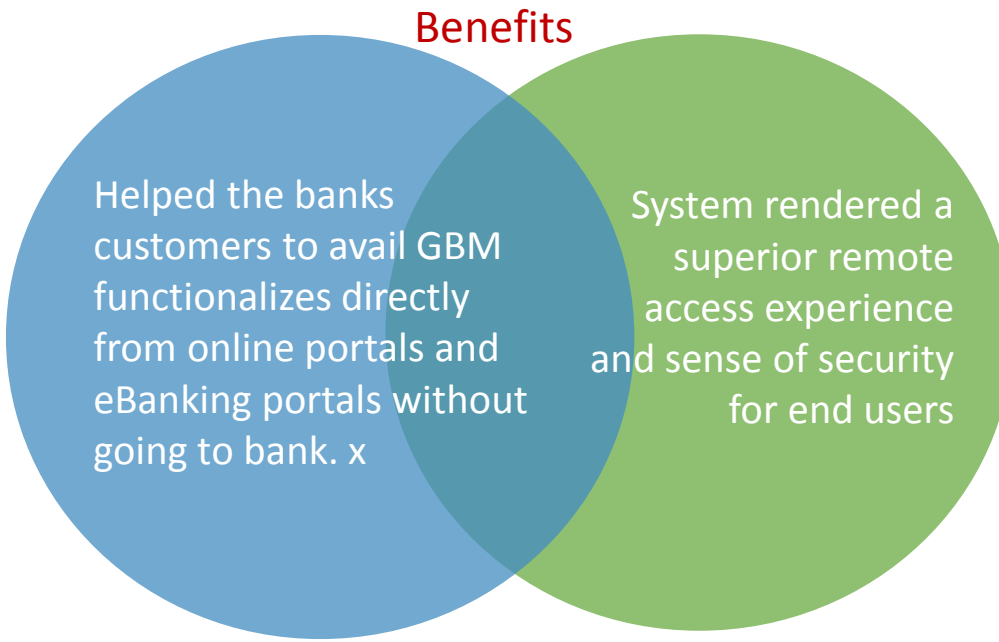 Benefits
Helped the banks
customers to avail GBM
functionalizes directly
from online portals and
eBanking portals without
going to bank. x
System rendered a
superior remote
access experience
and sense of security
for end users